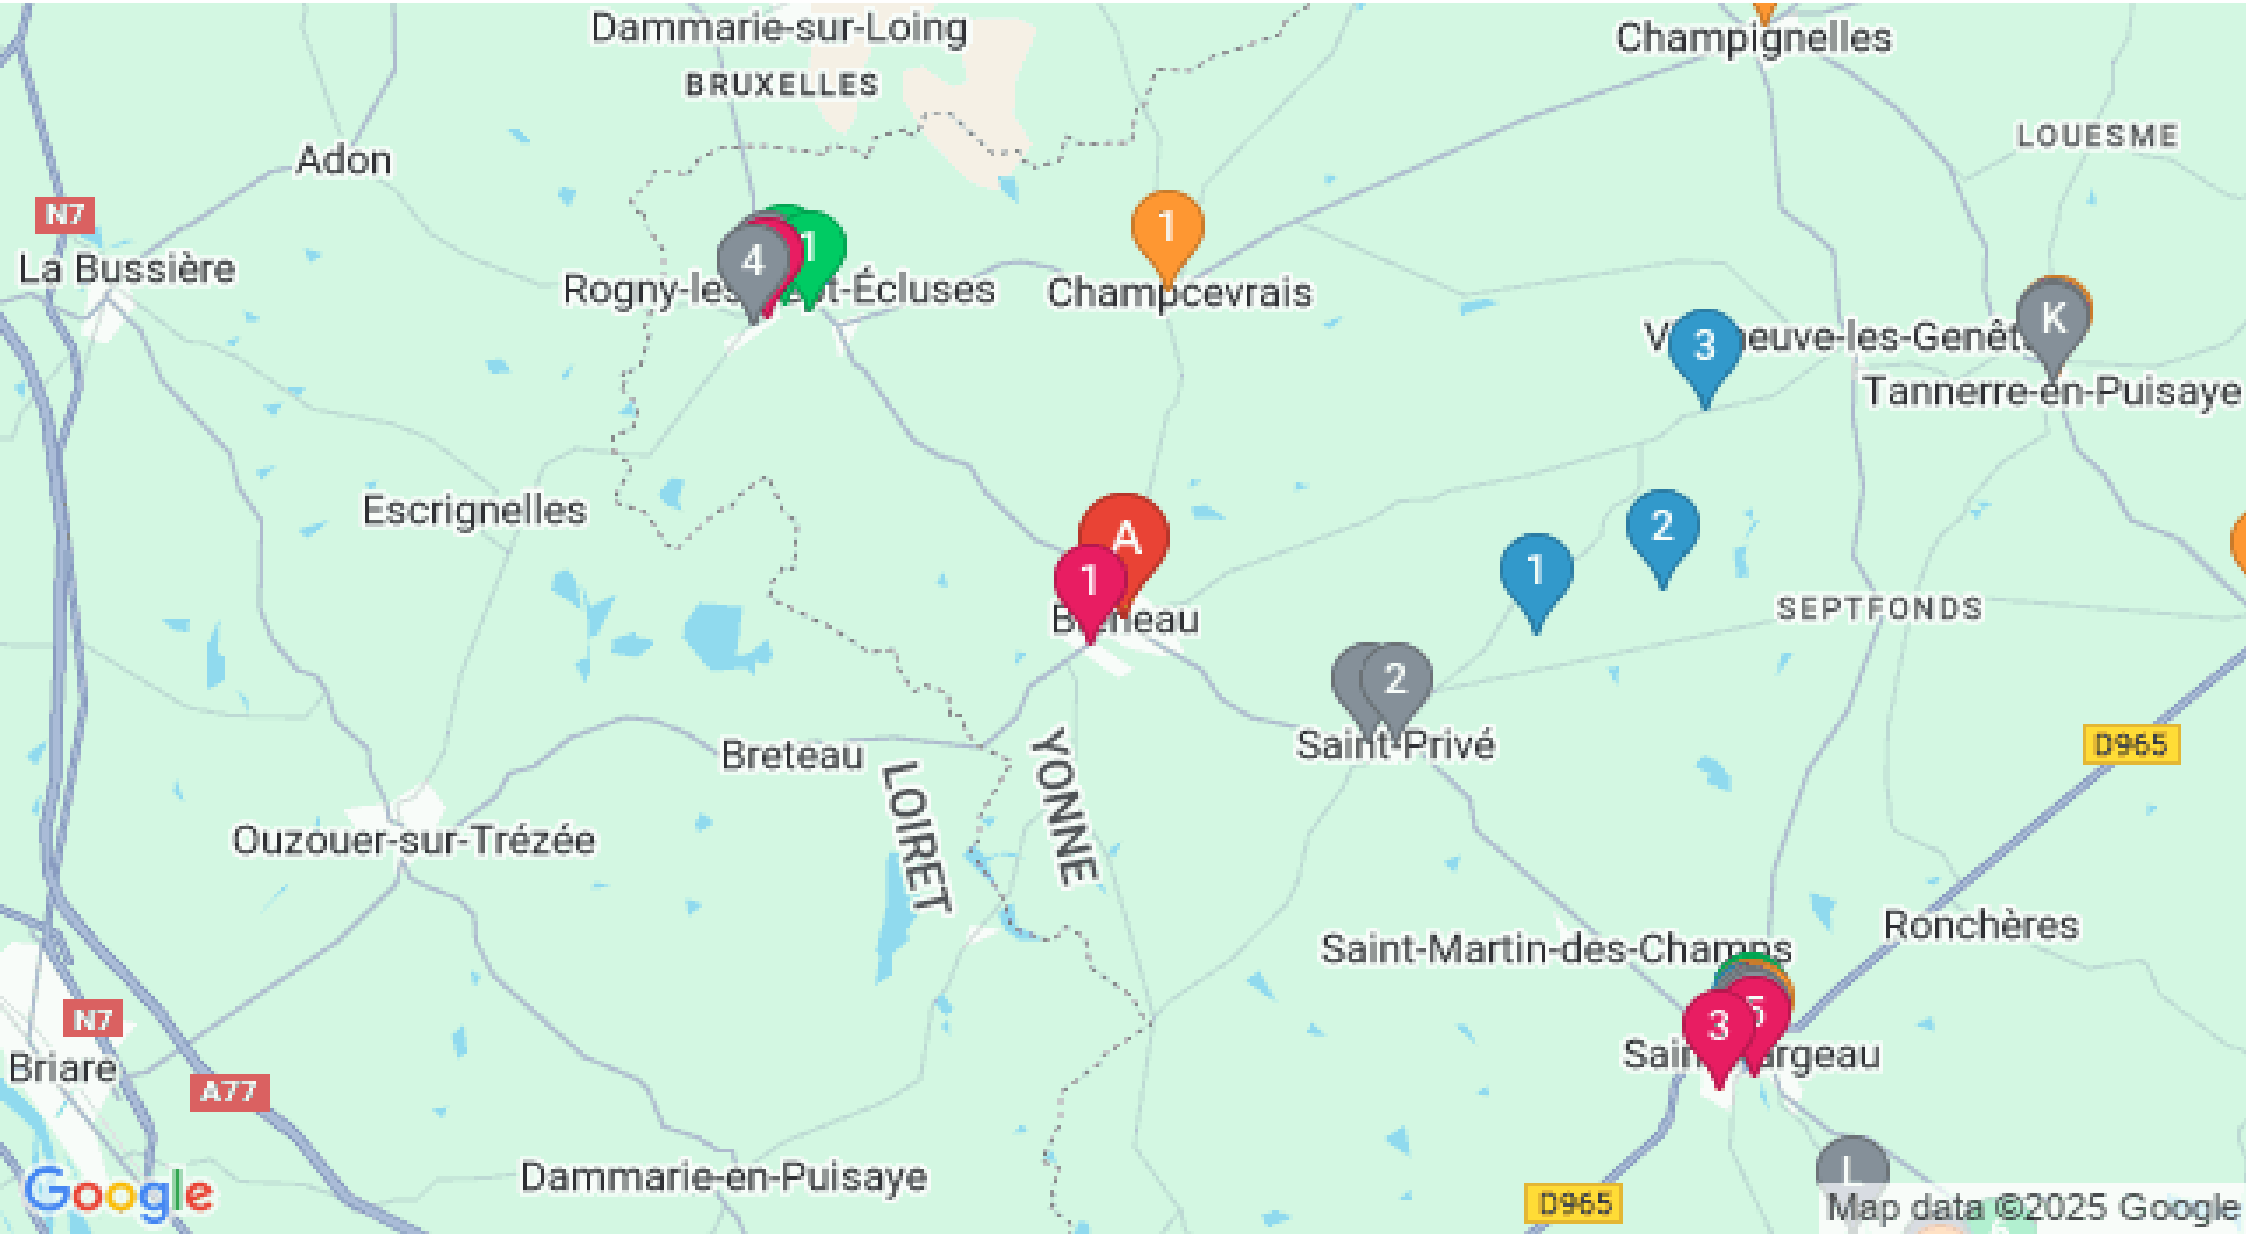 Dammarie-sur-Loing
Champignelles
BRUXELLES
LOUESME
Adon
N7
1
La Bussière
4
1
Rogny-les
t-Écluses
Champcevrais
K
3
euve-les-Genêt
Tannerre-en-Puisaye
Escrignelles
A
2
1
1
SEPTFONDS
2
Saint-Privé
D965
Breteau
YONNE
LOIRET
Ouzouer-sur-Trézée
Ronchères
Saint-Martin-des-Champs
N7
5
3
Sain
argeau
Briare
A77
L
Dammarie-en-Puisaye
Google
D965
Map data ©2025 Google